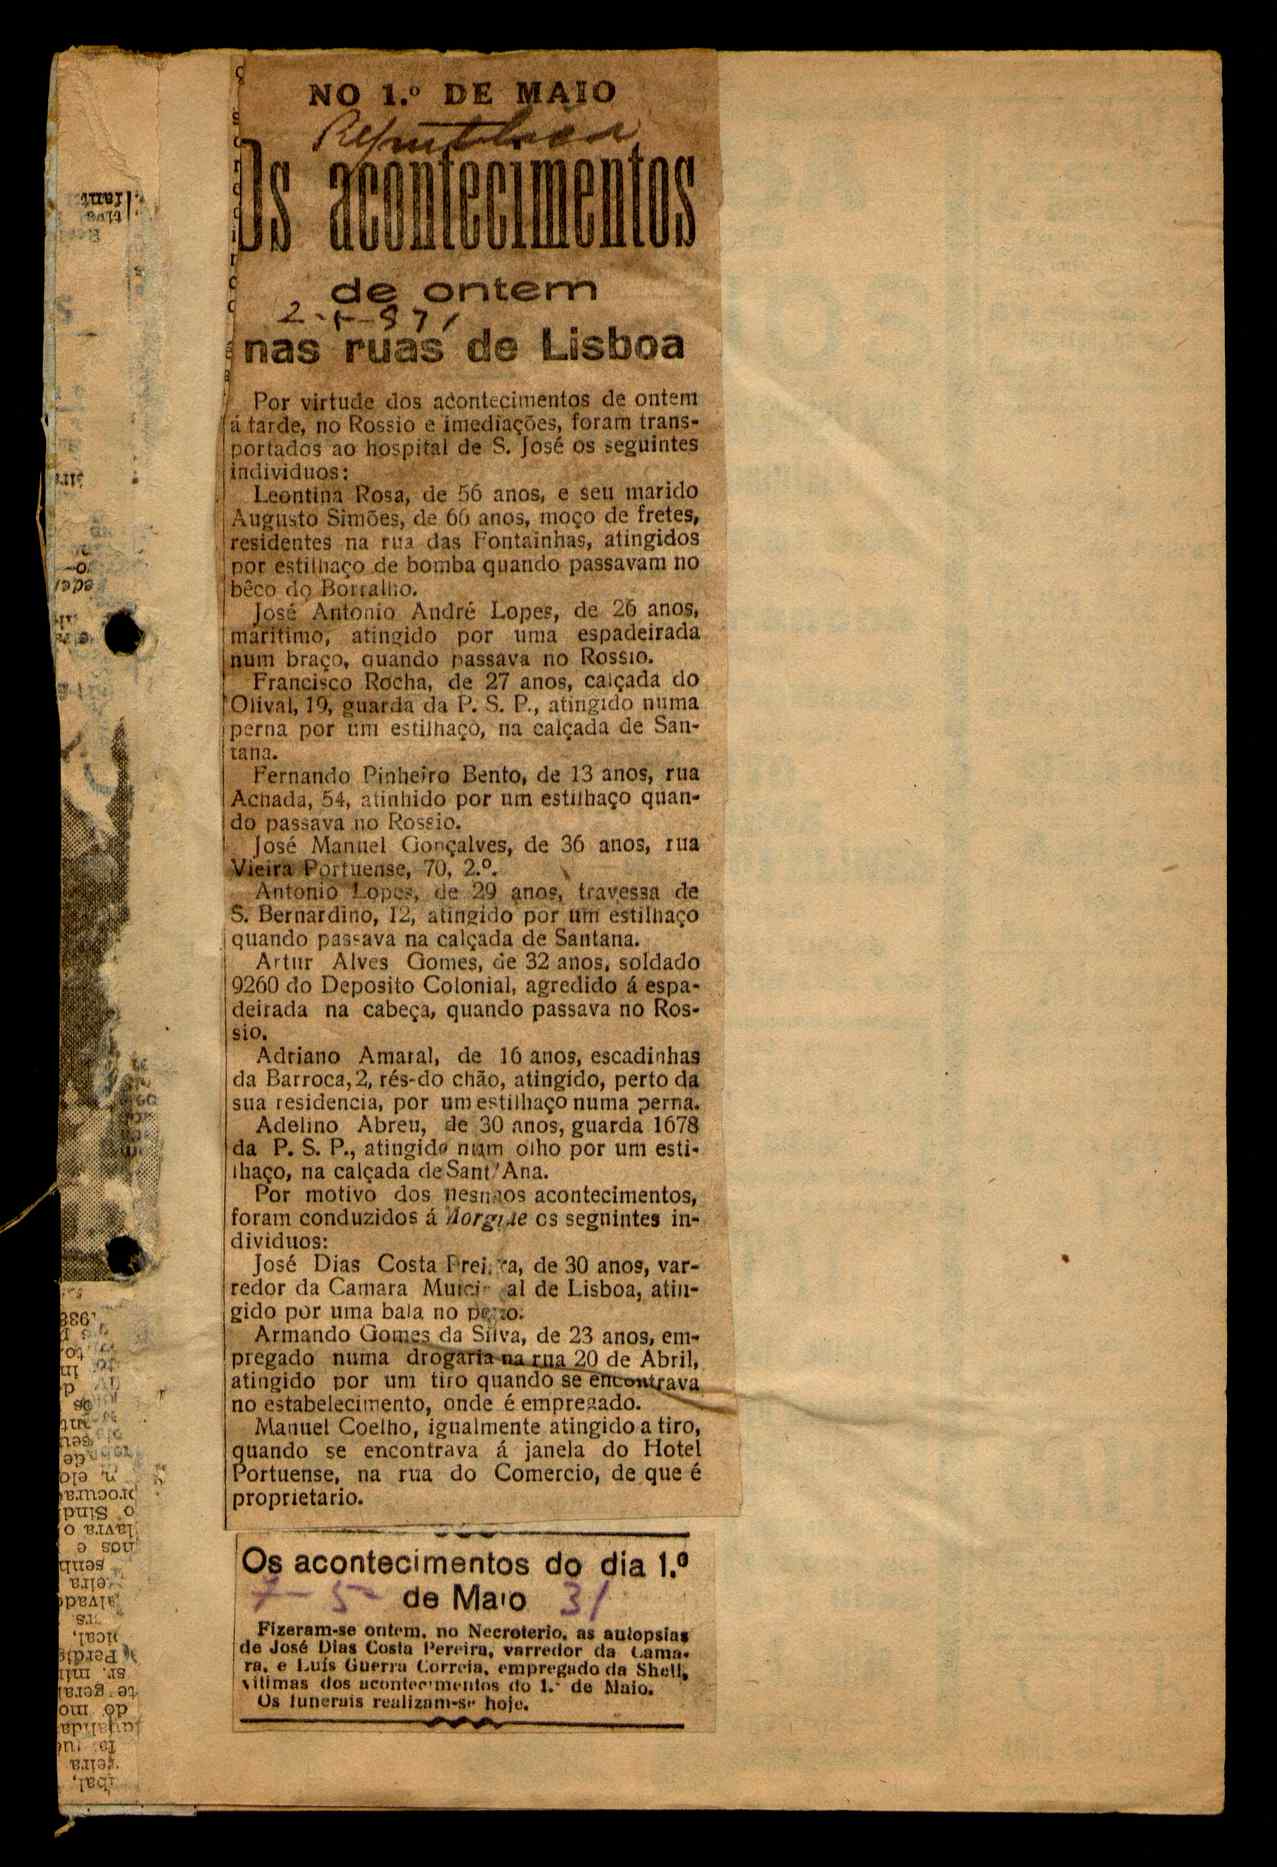 NO 1.º DE MAIO
Republica
Os acontecimentos
de ontem
2-5-931
nas ruas de Lisboa
Por virtude dos acontecimentos de ontem
á tarde, no Rossio e imediações, foram trans-
portados ao hospital de S. José os seguintes
individuos:
Leontina Rosa, de 56 anos, e seu marido
Augusto Simões, de 66 anos, moço de fretes,
residentes na rua das Fontainhas, atingidos
por estilhaço de bomba quando passavam no
bêco do Borralho.
José Antonio André Lopes, de 26 anos,
maritimo, atingido por uma espadeirada
num braço, quando passava no Rossio.
Francisco Rocha, de 27 anos, calçada do
Olival, 19, guarda da P. S. P., atingido numa
perna por um estilhaço, na calçada de San-
tana.
Fernando Pinheiro Bento, de 13 anos, rua
Achada, 54, atinhido por um estilhaço quan-
do passava no Rossio.
José Manuel Gonçalves, de 36 anos, rua
Vieira Portuense, 70, 2.º.
Antonio Lopes, de 29 anos, travessa de
S. Bernardino, 12, atingido por um estilhaço
quando passava na calçada de Santana.
Artur Alves Gomes, de 32 anos, soldado
9260 do Deposito Colonial, agredido á espa-
deirada na cabeça, quando passava no Ros-
sio.
Adriano Amaral, de 16 anos, escadinhas
da Barroca, 2, rés-do chão, atingido, perto da
sua residencia, por um estilhaço numa perna.
Adelino Abreu, de 30 anos, guarda 1678
da P. S. P., atingido num olho por um esti-
lhaço, na calçada de Sant'Ana.
Por motivo dos mesmos acontecimentos,
foram conduzidos á Morgue os segnintes in-
dividuos:
José Dias Costa Preira, de 30 anos, var-
redor da Camara Municipal de Lisboa, atin-
gido por uma bala no peito.
Armando Gomes da Silva, de 23 anos, em-
pregado numa drogaria na rua 20 de Abril,
atingido por um tiro quando se encontrava
no estabelecimento, onde é empregado.
Manuel Coelho, igualmente atingido a tiro,
quando se encontrava á janela do Hotel
Portuense, na rua do Comercio, de que é
proprietario.
Os acontecimentos do dia 1.º
de Maio
7-5-31
Fizeram-se ontem, no Necroterio, as autopsias
de José Dias Costa Pereira, varredor da Cama-
ra, e Luís Guerra Correia, empregado da Shell,
vitimas dos acontecimentos do 1.º de Maio.
Os funerais realizam-se hoje.